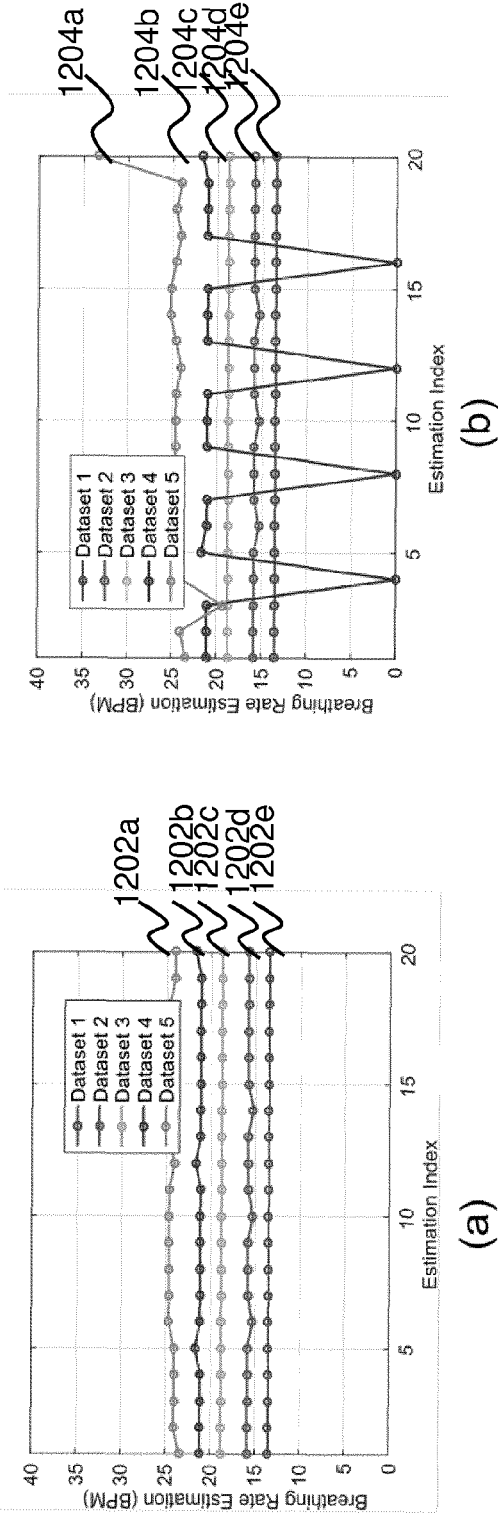 40
35
30
25
20
15
10
5
0
Breathing Rate Estimation (BPM)
Dataset 1
Dataset 2
Dataset 3
Dataset 4
Dataset 5
5
10
15
20
Estimation Index
1202a
1202b
1202c
1202d
1202e
(a)
40
35
30
25
20
15
10
5
0
Breathing Rate Estimation (BPM)
Dataset 1
Dataset 2
Dataset 3
Dataset 4
Dataset 5
5
10
15
20
Estimation Index
1204a
1204b
1204c
1204d
1204e
(b)